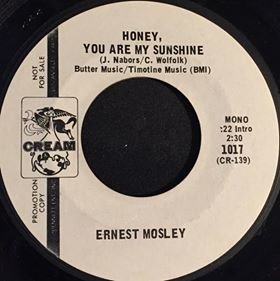 HONEY,
YOU ARE MY SUNSHINE
(J. Nabors/C. Wolfolk)
Butter Music/Timotine Music (BMI)
NOT
FOR SALE
CREAM
MONO
:22 Intro
2:30
1017
(CR-139)
PROMOTION
COPY
ERNEST MOSLEY